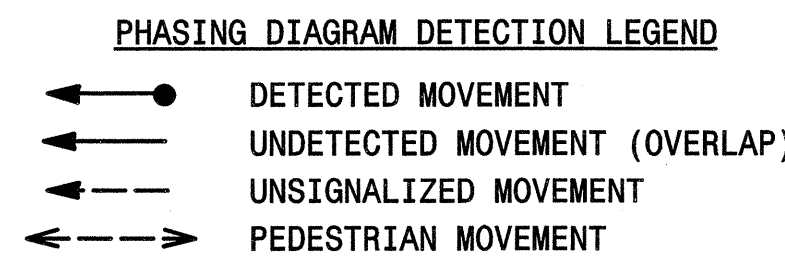 PHASING DIAGRAM DETECTION LEGEND
DETECTED MOVEMENT
UNDETECTED MOVEMENT (OVERLAP)
UNSIGNALIZED MOVEMENT
PEDESTRIAN MOVEMENT